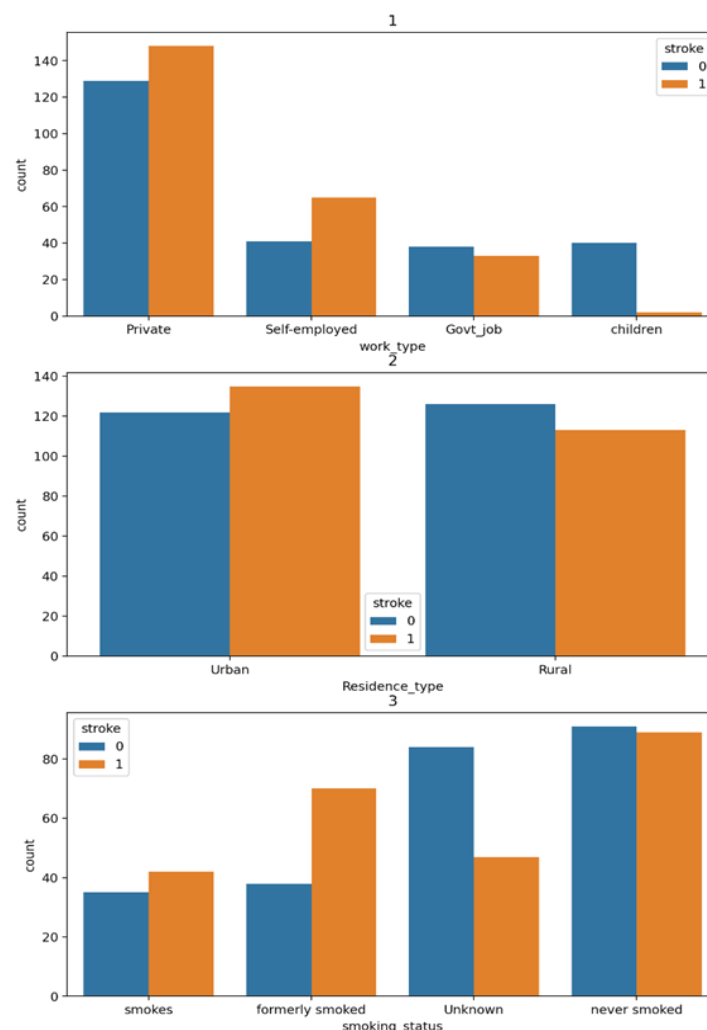 1
stroke
0
1
140
120
100
80
60
40
20
0
count
Private Self-employed Govt_job children
work_type
2
140
120
100
80
60
40
20
0
count
stroke
0
1
Urban Rural
Residence_type
3
stroke
0
1
80
60
40
20
0
count
smokes formerly smoked Unknown never smoked
smoking_status